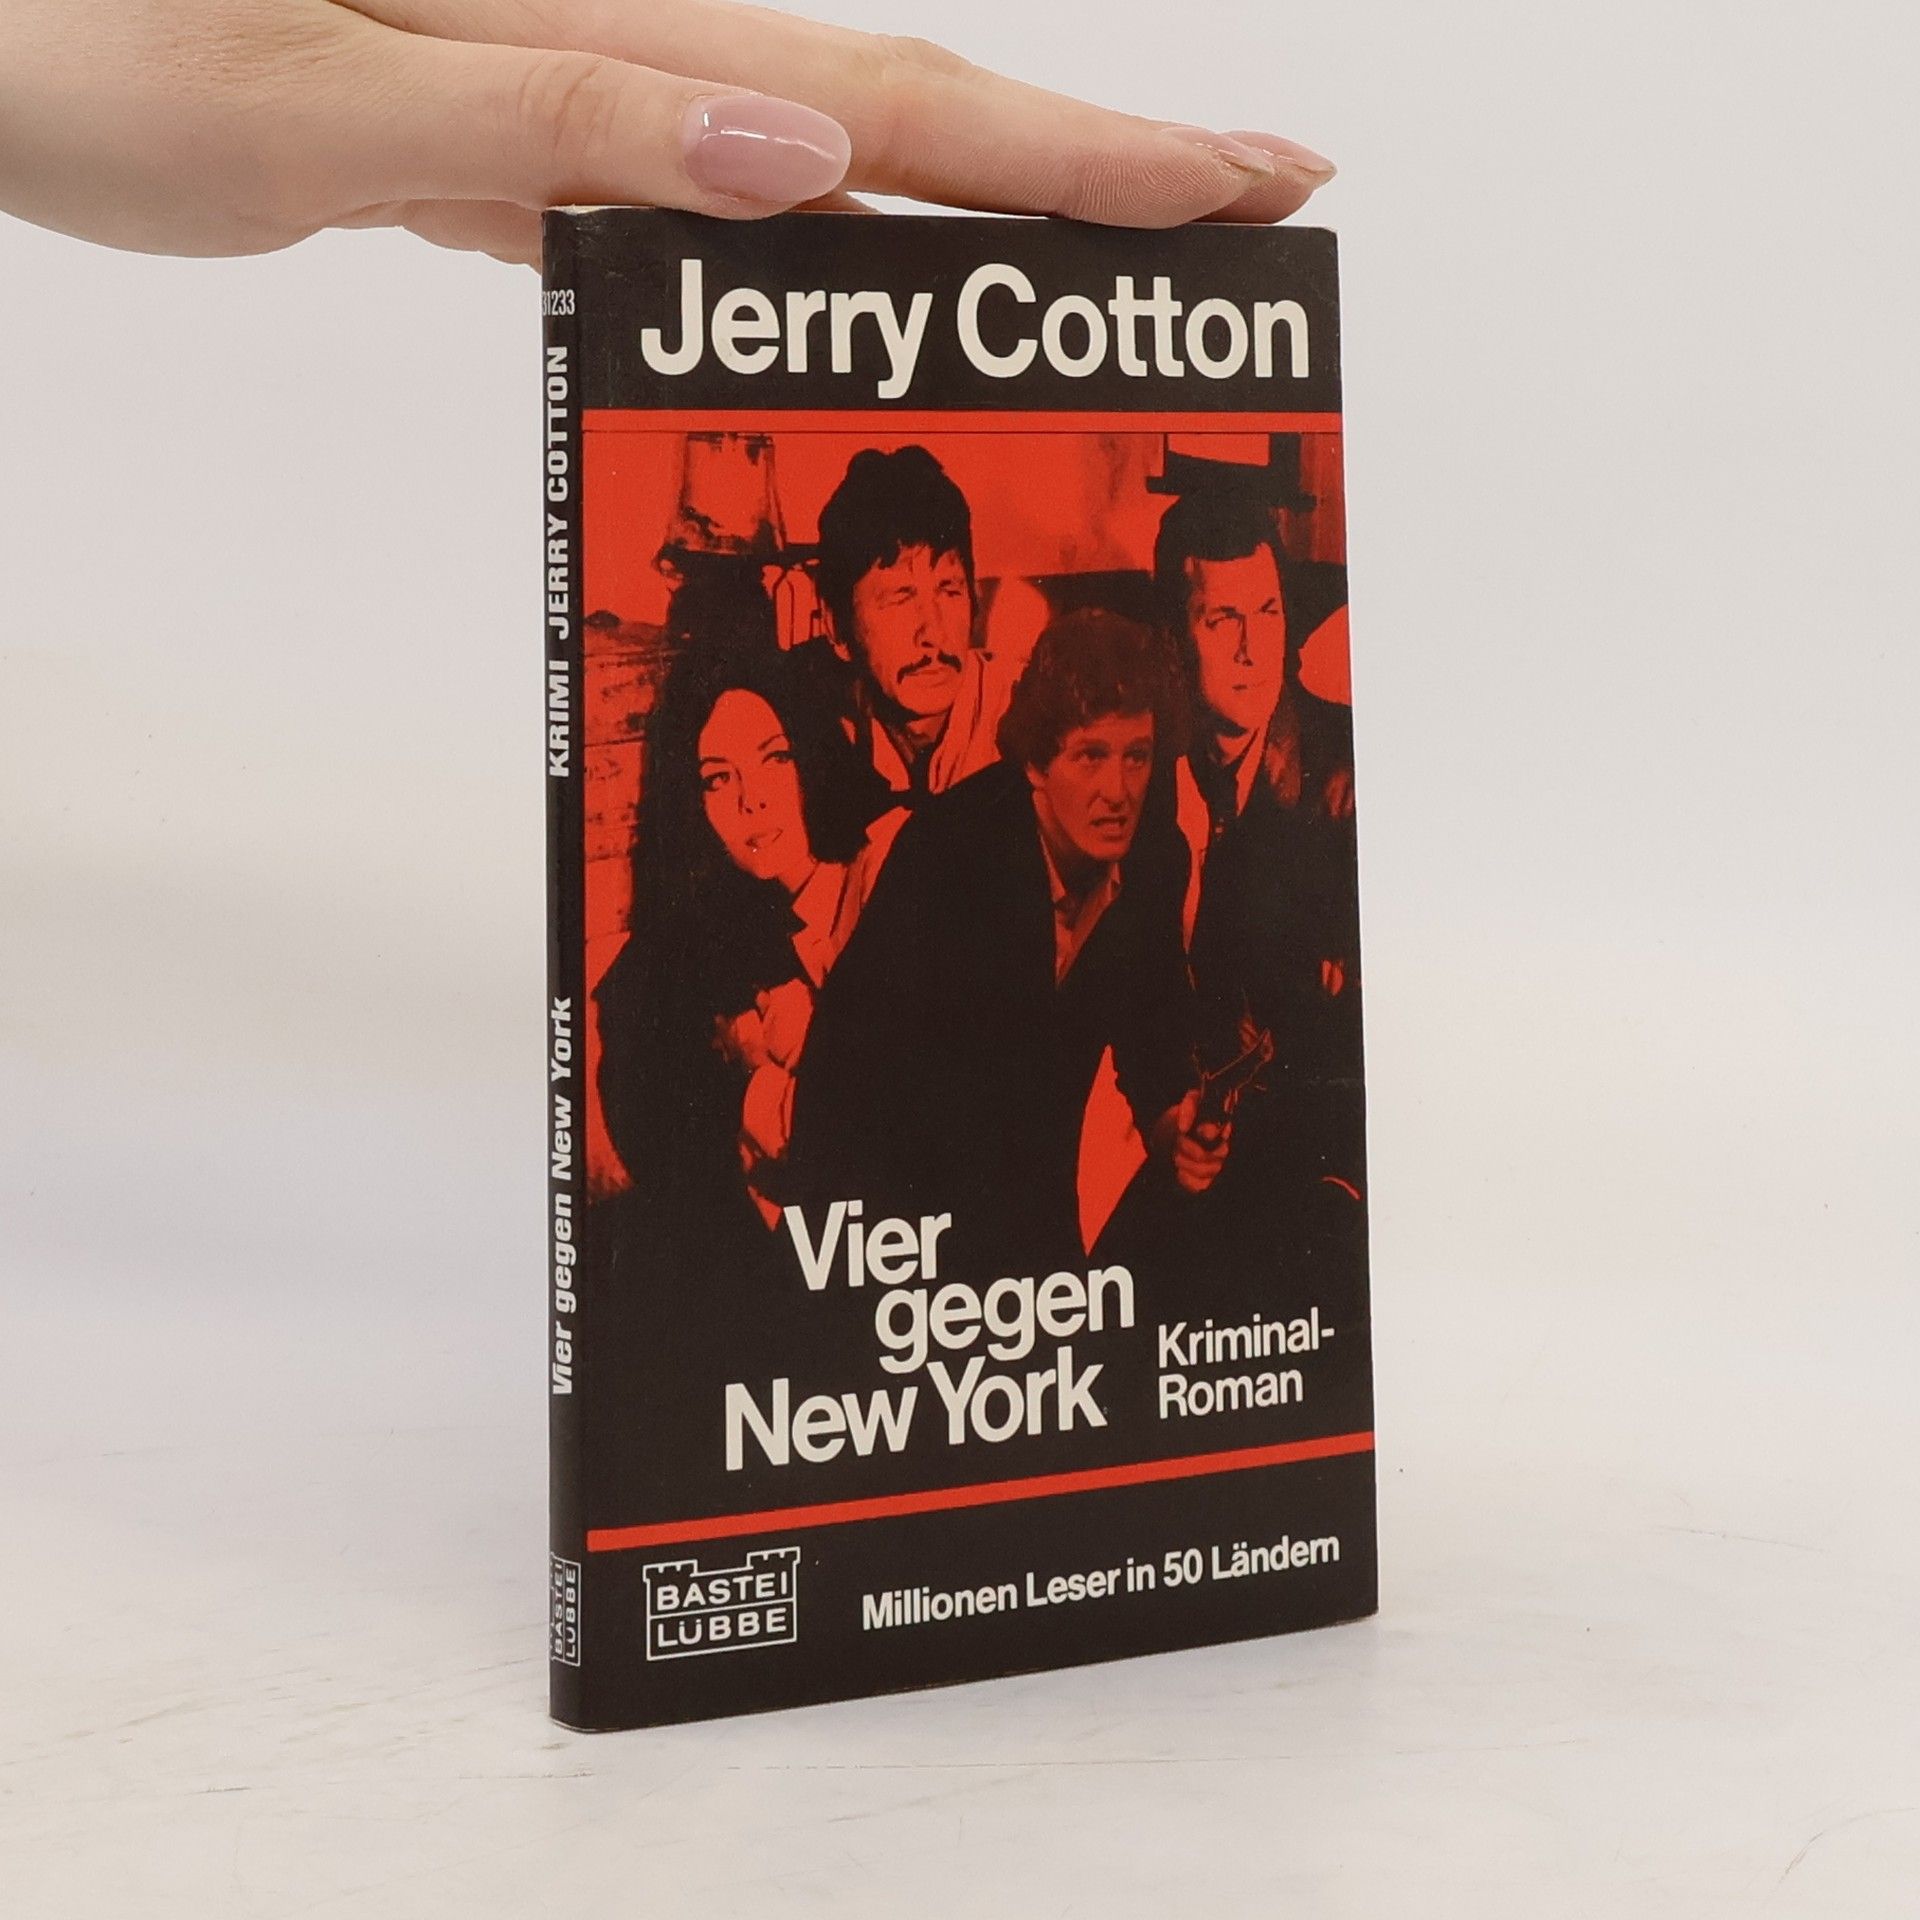 Jerry Cotton
Vier
gegen
New York
Kriminal-
Roman
BASTEI
LÜBBE
Millionen Leser in 50 Ländern
31233
KRIMI JERRY COTTON
Vier gegen New York
BASTEI
LÜBBE